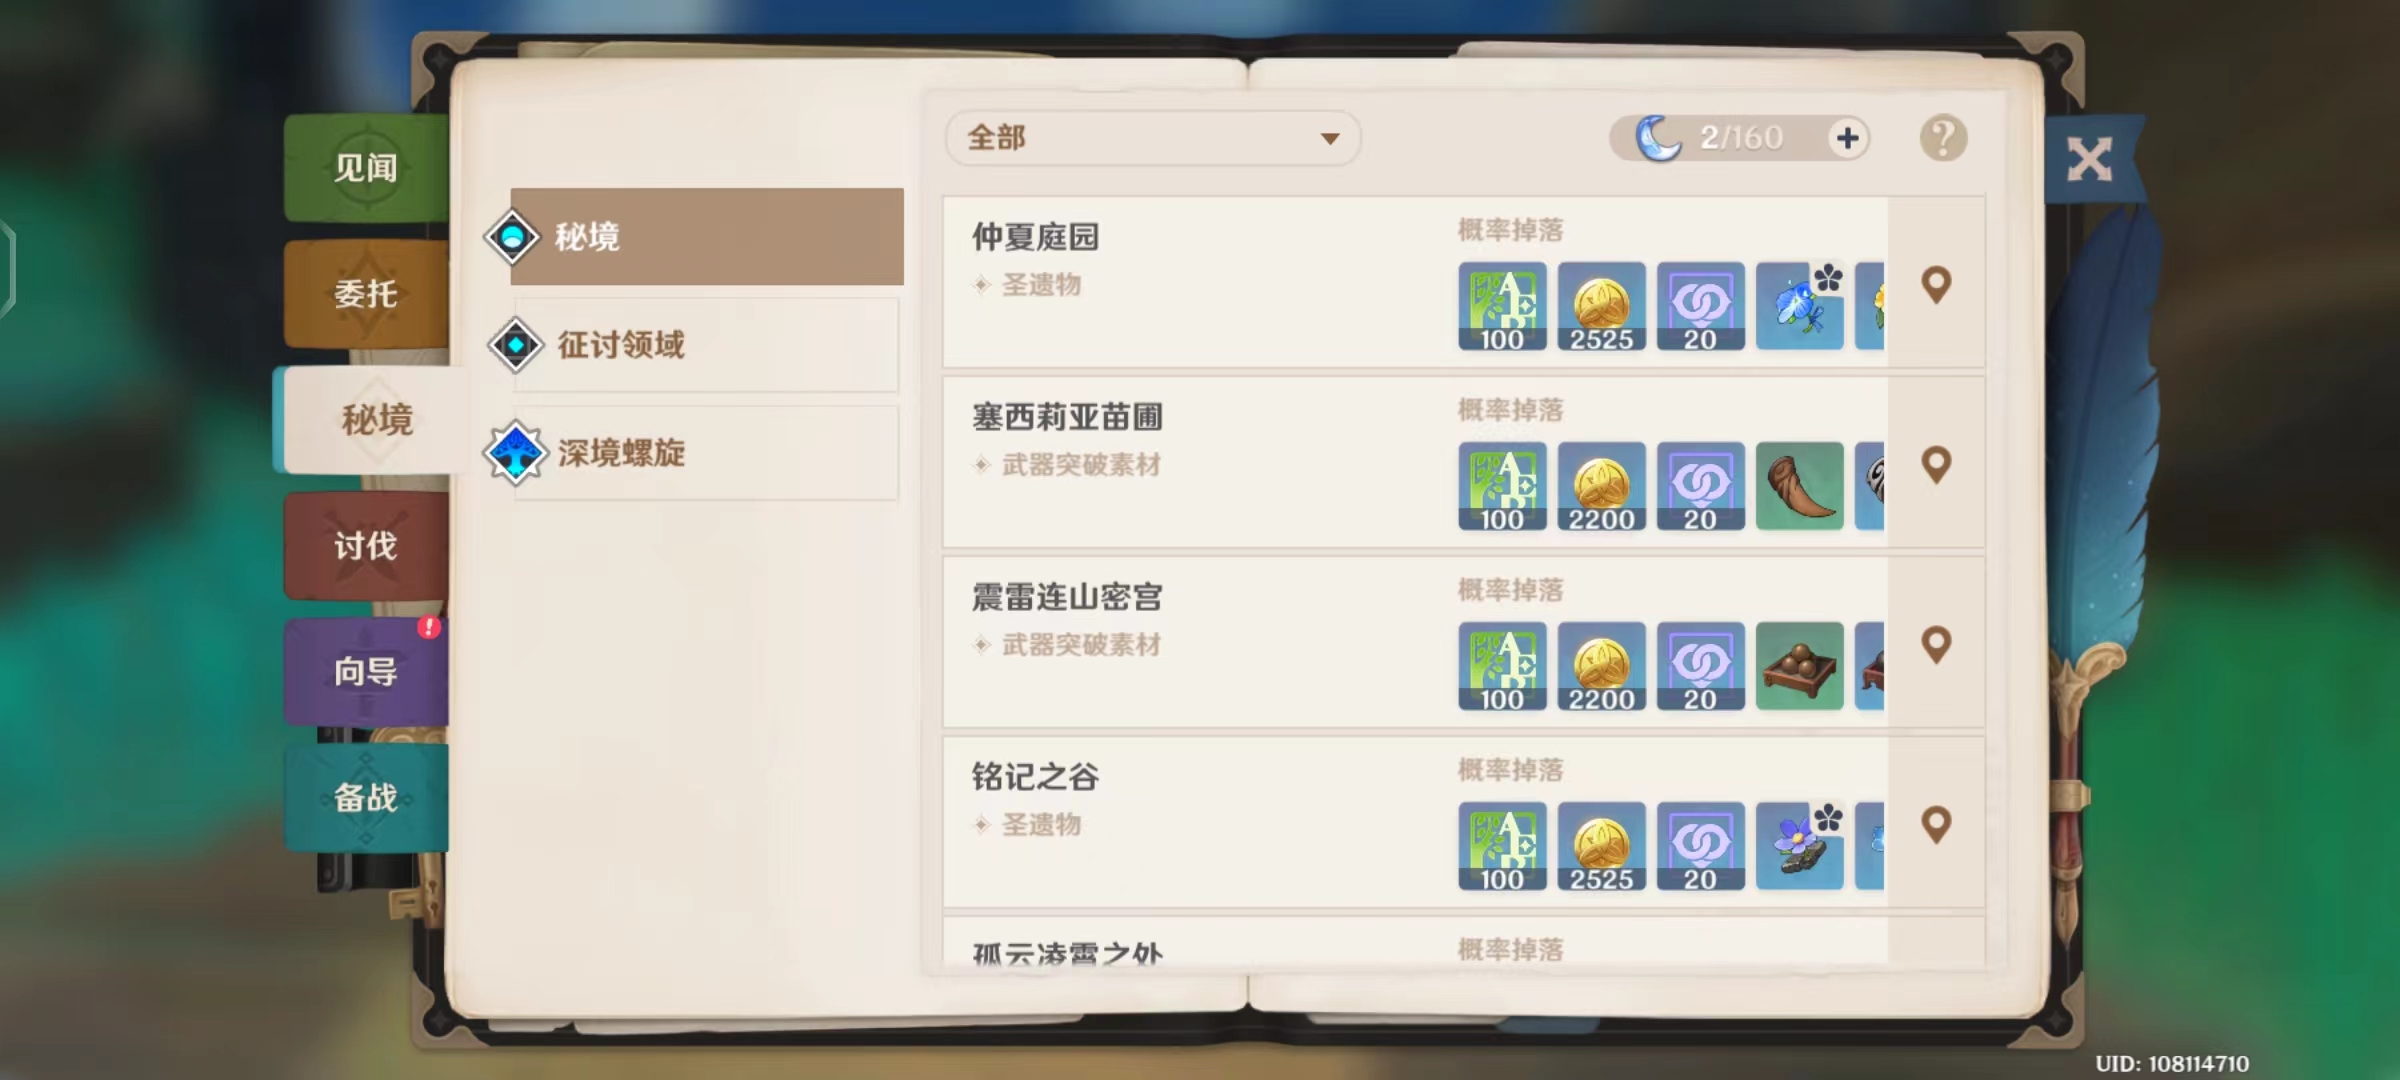 见闻
委托
秘境
讨伐
向导
备战
秘境
征讨领域
深境螺旋
全部
2/160
仲夏庭园
圣遗物
概率掉落
100
2525
20
塞西莉亚苗圃
武器突破素材
概率掉落
100
2200
20
震雷连山密宫
武器突破素材
概率掉落
100
2200
20
铭记之谷
圣遗物
概率掉落
100
2525
20
孤云凌霄之处
概率掉落
UID: 108114710